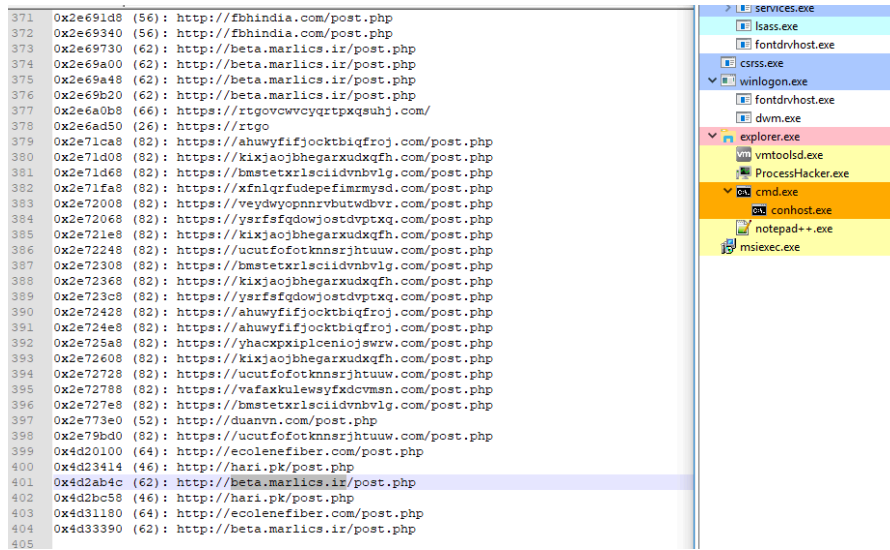 371 0x2e691d8 (56): http://fbhindia.com/post.php
372 0x2e69340 (56): http://fbhindia.com/post.php
373 0x2e69730 (62): http://beta.marlics.ir/post.php
374 0x2e69a00 (62): http://beta.marlics.ir/post.php
375 0x2e69a48 (62): http://beta.marlics.ir/post.php
376 0x2e69b20 (62): http://beta.marlics.ir/post.php
377 0x2e6a0b8 (66): https://rtgovcwvcyqrtpxqsuhj.com/
378 0x2e6ad50 (26): https://rtgo
379 0x2e71ca8 (82): https://ahuwyfifjocktbiqfroj.com/post.php
380 0x2e71d08 (82): https://kixjaojbhegarxudxqfh.com/post.php
381 0x2e71d68 (82): https://bmstetxrlsciidvnbvlg.com/post.php
382 0x2e71fa8 (82): https://xfnlqrfudepefimrmysd.com/post.php
383 0x2e72008 (82): https://veydwyopnnrvbutwdbvr.com/post.php
384 0x2e72068 (82): https://ysrfsfqdowjostdvptxq.com/post.php
385 0x2e721e8 (82): https://kixjaojbhegarxudxqfh.com/post.php
386 0x2e72248 (82): https://ucutfofotknnsrjhtuuw.com/post.php
387 0x2e72308 (82): https://bmstetxrlsciidvnbvlg.com/post.php
388 0x2e72368 (82): https://kixjaojbhegarxudxqfh.com/post.php
389 0x2e723c8 (82): https://ysrfsfqdowjostdvptxq.com/post.php
390 0x2e72428 (82): https://ahuwyfifjocktbiqfroj.com/post.php
391 0x2e724e8 (82): https://ahuwyfifjocktbiqfroj.com/post.php
392 0x2e725a8 (82): https://yhacxpxiplceniojswrw.com/post.php
393 0x2e72608 (82): https://kixjaojbhegarxudxqfh.com/post.php
394 0x2e72728 (82): https://ucutfofotknnsrjhtuuw.com/post.php
395 0x2e72788 (82): https://vafaxkulewsyfxdcvmsn.com/post.php
396 0x2e727e8 (82): https://bmstetxrlsciidvnbvlg.com/post.php
397 0x2e773e0 (52): http://duanvn.com/post.php
398 0x2e79bd0 (82): https://ucutfofotknnsrjhtuuw.com/post.php
399 0x4d20100 (64): http://ecolenefiber.com/post.php
400 0x4d23414 (46): http://hari.pk/post.php
401 0x4d2ab4c (62): http://beta.marlics.ir/post.php
402 0x4d2bc58 (46): http://hari.pk/post.php
403 0x4d31180 (64): http://ecolenefiber.com/post.php
404 0x4d33390 (62): http://beta.marlics.ir/post.php
405
services.exe
lsass.exe
fontdrvhost.exe
csrss.exe
winlogon.exe
fontdrvhost.exe
dwm.exe
explorer.exe
vmtoolsd.exe
ProcessHacker.exe
cmd.exe
conhost.exe
notepad++.exe
msiexec.exe